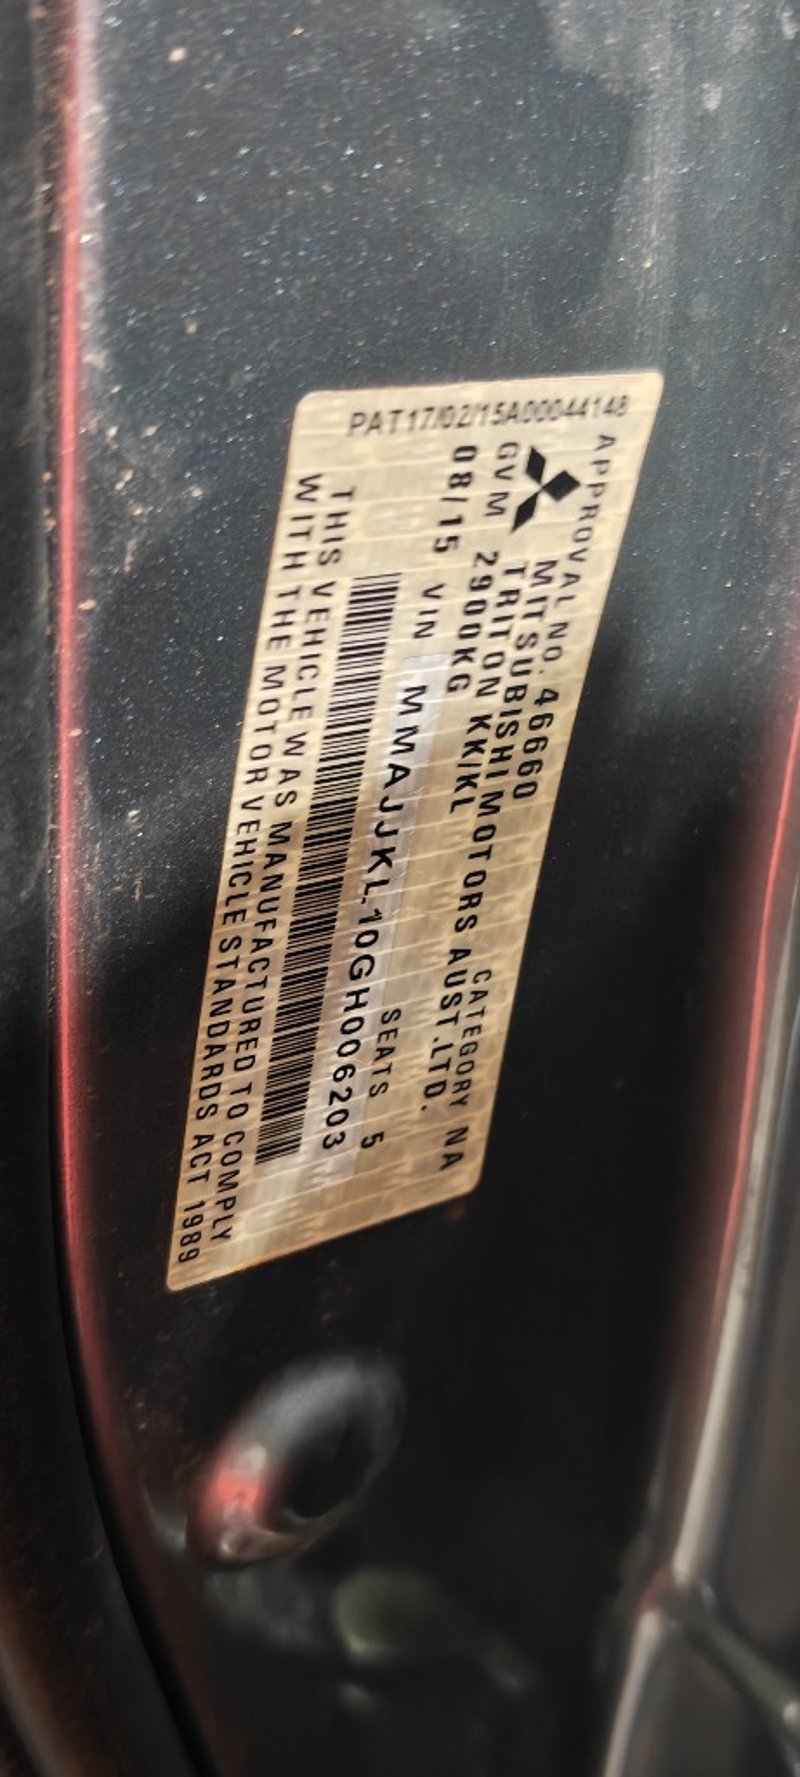 PAT17/02/15A00044148
APPROVAL NO. 46660 CATEGORY NA
MITSUBISHI MOTORS AUST.LTD.
TRITON KK/KL
GVM 2900KG SEATS 5
08/15 VIN MMAJJKL10GH006203
THIS VEHICLE WAS MANUFACTURED TO COMPLY
WITH THE MOTOR VEHICLE STANDARDS ACT 1989